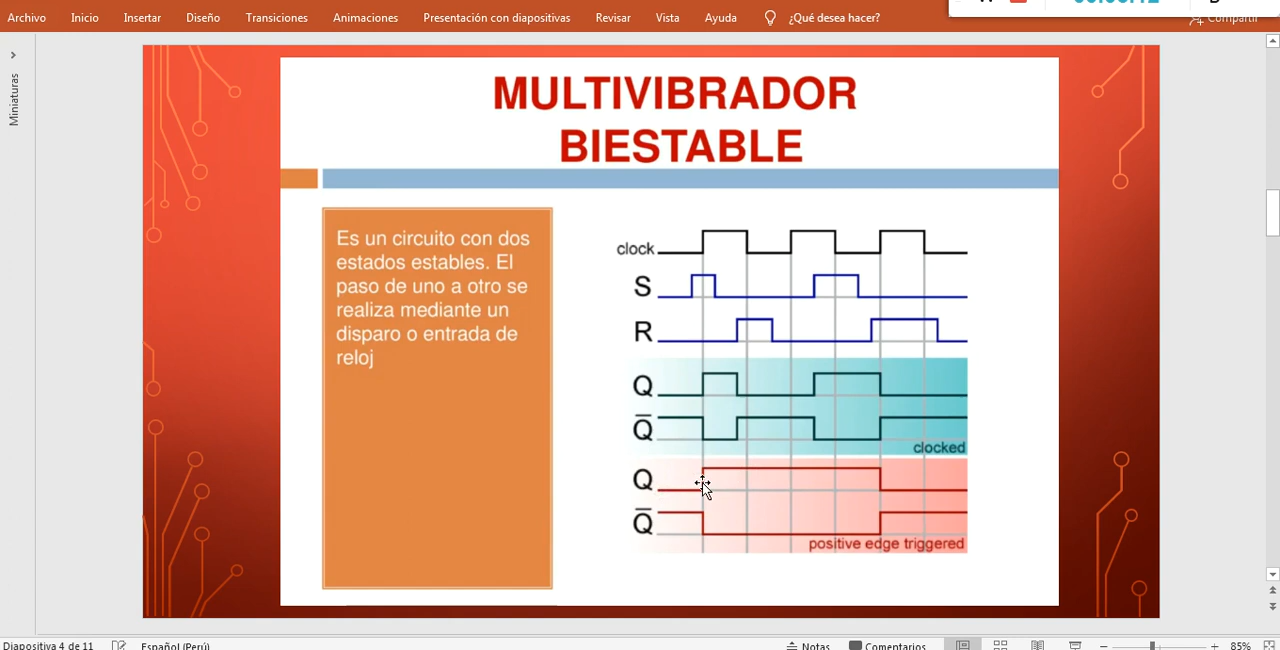 Archivo Inicio Insertar Diseño Transiciones Animaciones Presentación con diapositivas Revisar Vista Ayuda ¿Qué desea hacer? Compartir
Miniaturas
MULTIVIBRADOR
BIESTABLE
Es un circuito con dos
estados estables. El
paso de uno a otro se
realiza mediante un
disparo o entrada de
reloj
clock
S
R
Q
Q̅
clocked
Q
Q̅
positive edge triggered
Diapositiva 4 de 11 Español (Perú) Notas Comentarios 85%